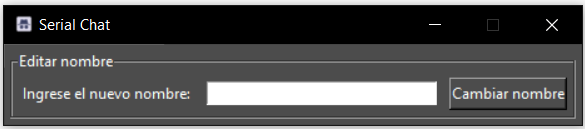 Serial Chat
Editar nombre
Ingrese el nuevo nombre:
Cambiar nombre